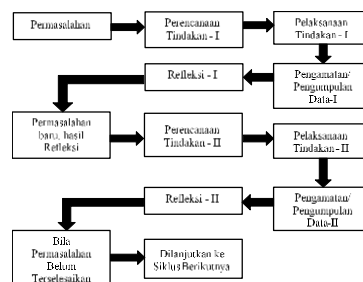 Permasalahan
Perencanaan
Tindakan - I
Pelaksanaan
Tindakan - I
Refleksi - I
Pengamatan/
Pengumpulan
Data-I
Permasalahan
baru, hasil
Refleksi
Perencanaan
Tindakan - II
Pelaksanaan
Tindakan - II
Refleksi - II
Pengamatan/
Pengumpulan
Data-II
Bila
Permasalahan
Belum
Terselesaikan
Dilanjutkan ke
Siklus Berikutnya